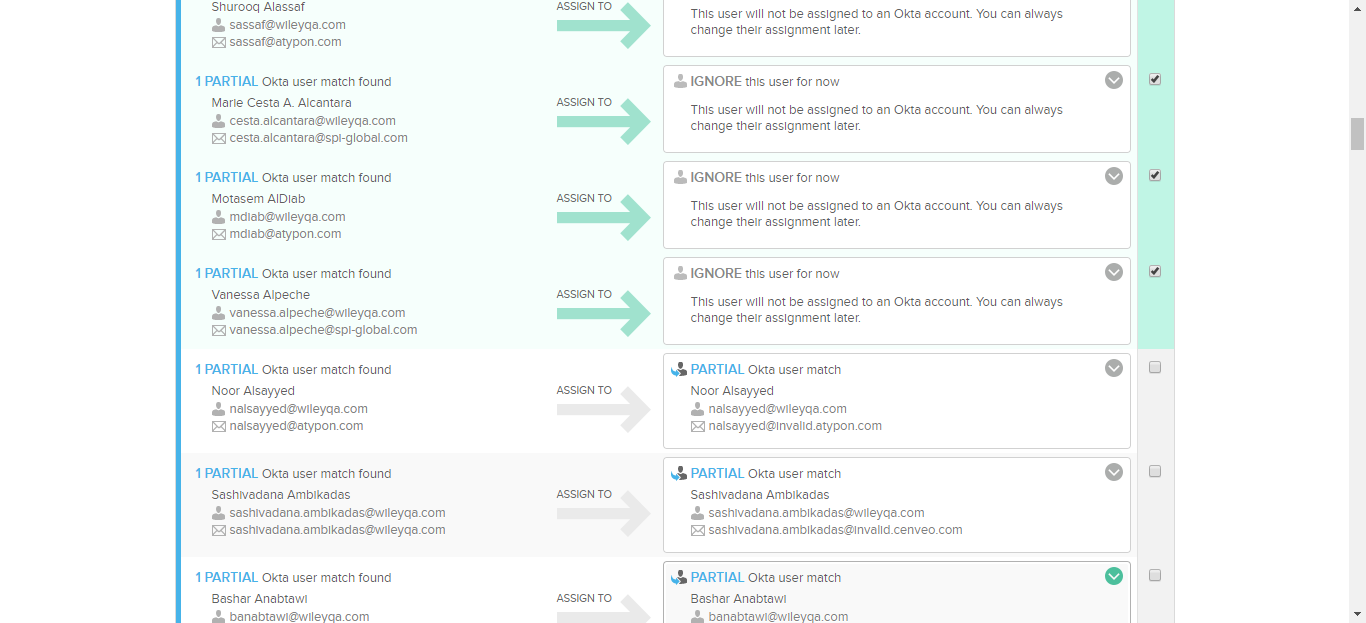 Shurooq Alassaf
sassaf@wileyqa.com
sassaf@atypon.com
ASSIGN TO
This user will not be assigned to an Okta account. You can always
change their assignment later.
1 PARTIAL Okta user match found
Marie Cesta A. Alcantara
cesta.alcantara@wileyqa.com
cesta.alcantara@spi-global.com
ASSIGN TO
IGNORE this user for now
This user will not be assigned to an Okta account. You can always
change their assignment later.
1 PARTIAL Okta user match found
Motasem AlDiab
mdiab@wileyqa.com
mdiab@atypon.com
ASSIGN TO
IGNORE this user for now
This user will not be assigned to an Okta account. You can always
change their assignment later.
1 PARTIAL Okta user match found
Vanessa Alpeche
vanessa.alpeche@wileyqa.com
vanessa.alpeche@spi-global.com
ASSIGN TO
IGNORE this user for now
This user will not be assigned to an Okta account. You can always
change their assignment later.
1 PARTIAL Okta user match found
Noor Alsayyed
nalsayyed@wileyqa.com
nalsayyed@atypon.com
ASSIGN TO
PARTIAL Okta user match
Noor Alsayyed
nalsayyed@wileyqa.com
nalsayyed@invalid.atypon.com
1 PARTIAL Okta user match found
Sashivadana Ambikadas
sashivadana.ambikadas@wileyqa.com
sashivadana.ambikadas@wileyqa.com
ASSIGN TO
PARTIAL Okta user match
Sashivadana Ambikadas
sashivadana.ambikadas@wileyqa.com
sashivadana.ambikadas@invalid.cenveo.com
1 PARTIAL Okta user match found
Bashar Anabtawi
banabtawi@wileyqa.com
ASSIGN TO
PARTIAL Okta user match
Bashar Anabtawi
banabtawi@wileyqa.com